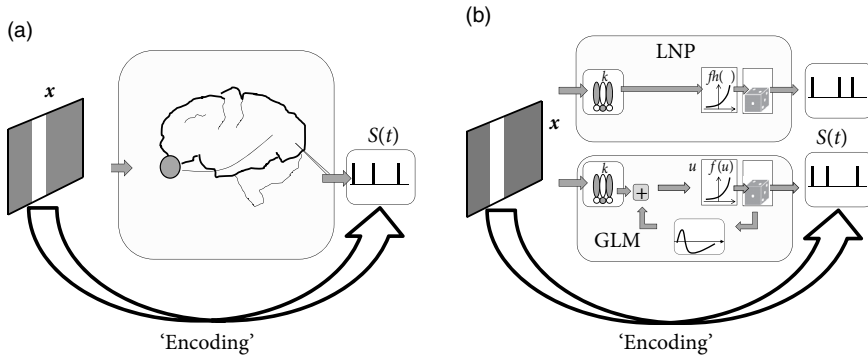 (a)
x
S(t)
'Encoding'
(b)
LNP
k
fh( )
x
S(t)
k
u
f(u)
+
GLM
'Encoding'